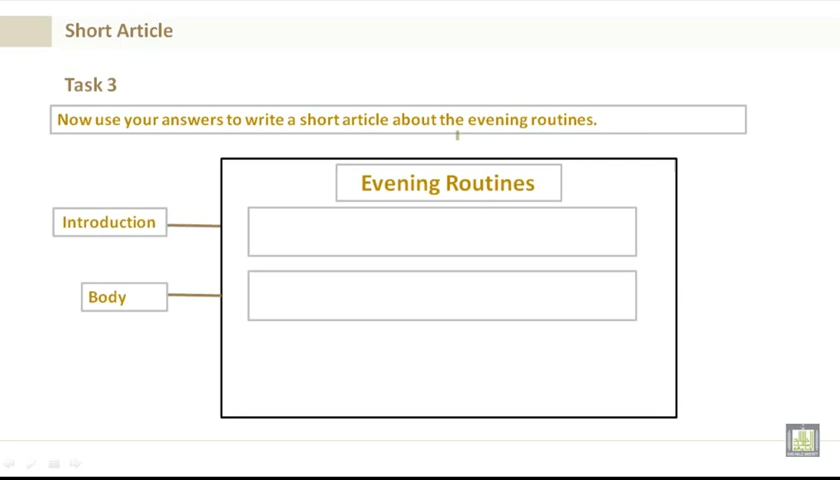 Short Article
Task 3
Now use your answers to write a short article about the evening routines.
Evening Routines
Introduction
Body